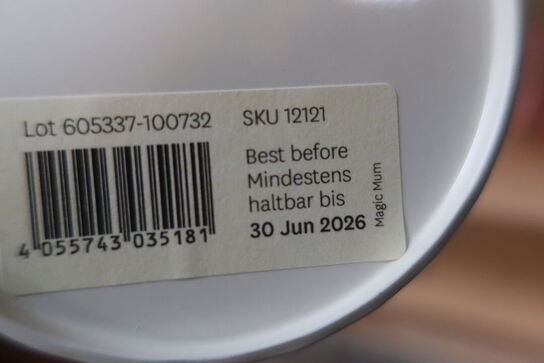 Lot 605337-100732
SKU 12121
Best before
Mindestens
haltbar bis
30 Jun 2026
Magic Mum
4 055743 035181